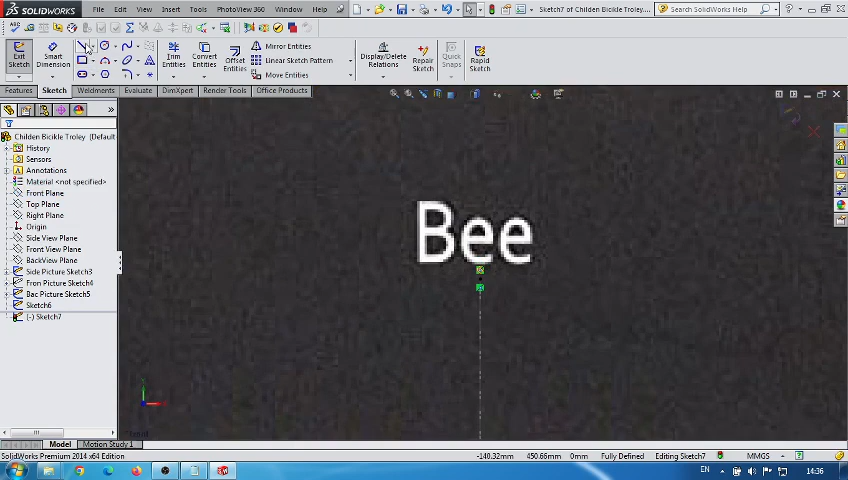 SOLIDWORKS File Edit View Insert Tools PhotoView 360 Window Help Sketch7 of Childen Bicikle Troley.... Search Knowledge Base
Exit Sketch Smart Dimension Trim Entities Convert Entities Offset Entities Mirror Entities Linear Sketch Pattern Move Entities Display/Delete Relations Repair Sketch Quick Snaps Rapid Sketch
Features Sketch Weldments Evaluate DimXpert Render Tools Office Products
Childen Bicikle Troley (Default
History
Sensors
Annotations
Material <not specified>
Front Plane
Top Plane
Right Plane
Origin
Side View Plane
Front View Plane
BackView Plane
Side Picture Sketch3
Fron Picture Sketch4
Bac Picture Sketch5
Sketch6
(-) Sketch7
Bee
Model Motion Study 1
SolidWorks Premium 2014 x64 Edition -140.32mm 450.66mm 0mm Fully Defined Editing Sketch7 MMGS
EN 14:36